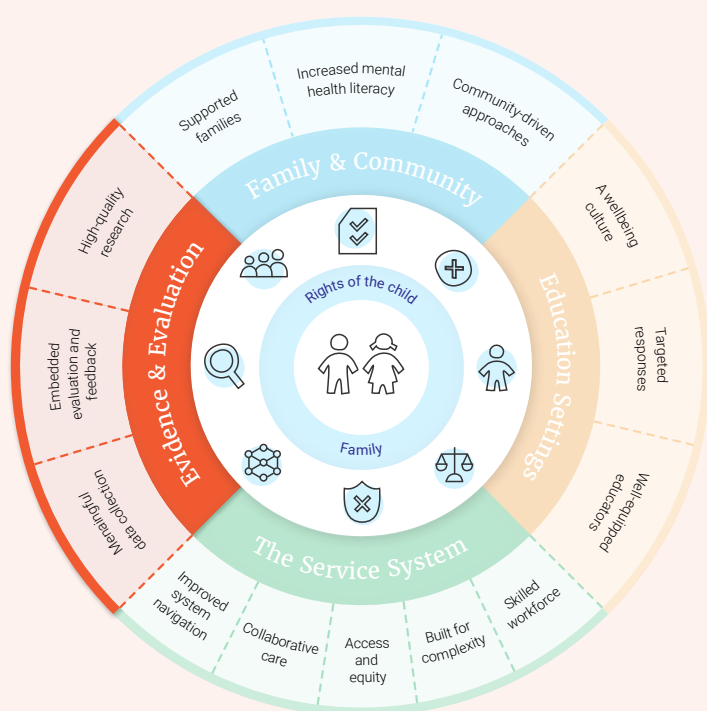 Supported
families
Increased mental
health literacy
Community-driven
approaches
Family & Community
A wellbeing
culture
Targeted
responses
Well-equipped
educators
Education Settings
Skilled
workforce
Built for
complexity
Access
and
equity
Collaborative
care
Improved
system
navigation
The Service System
Meaningful
data collection
Embedded
evaluation and
feedback
High-quality
research
Evidence & Evaluation
Rights of the child
Family